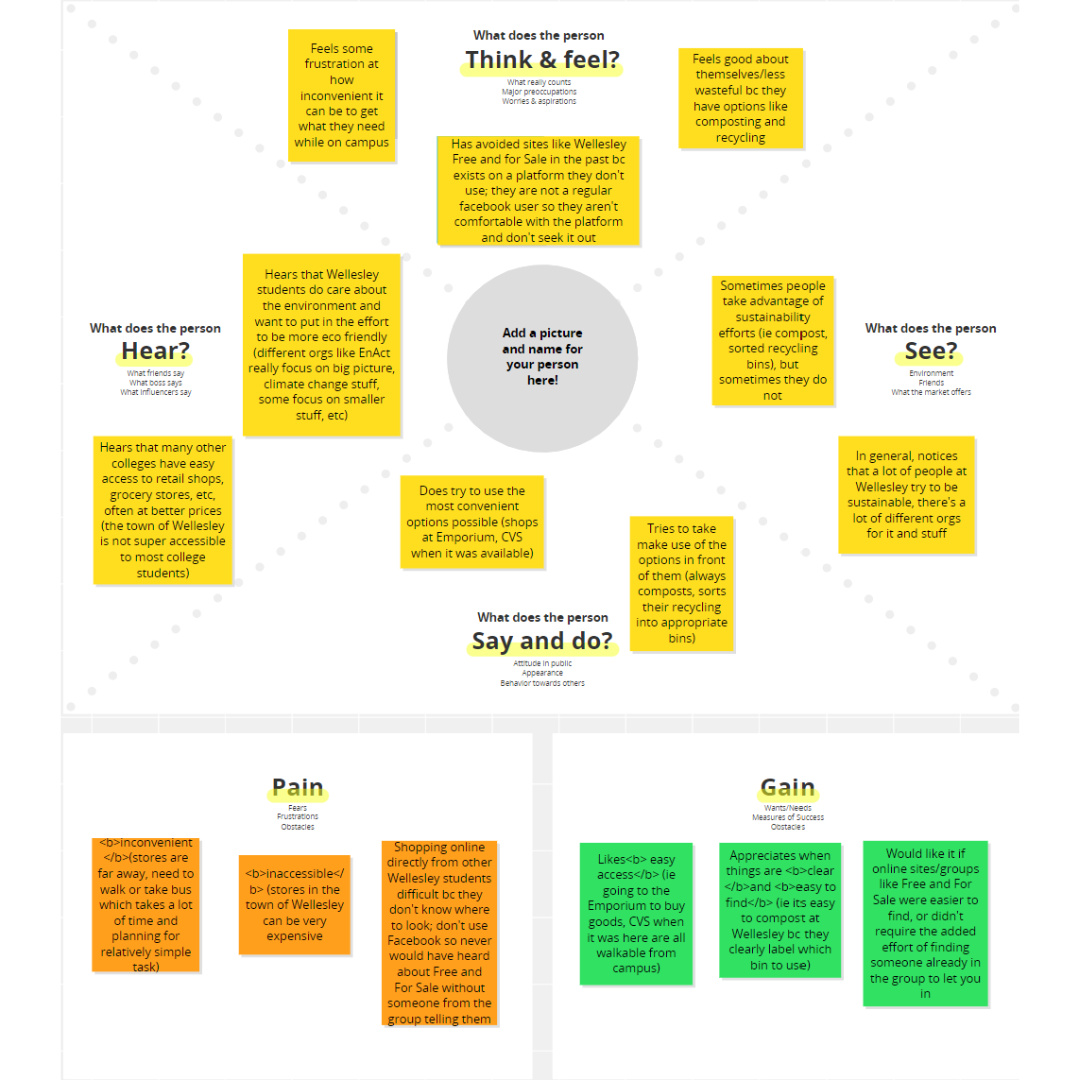 What does the person
Think & feel?
What really counts
Major preoccupations
Worries & aspirations
Feels some
frustration at
how
inconvenient it
can be to get
what they need
while on campus
Feels good about
themselves/less
wasteful bc they
have options like
composting and
recycling
Has avoided sites like Wellesley
Free and for Sale in the past bc
exists on a platform they don't
use; they are not a regular
facebook user so they aren't
comfortable with the platform
and don't seek it out
What does the person
Hear?
What friends say
What boss says
What influencers say
Hears that Wellesley
students do care about
the environment and
want to put in the effort
to be more eco friendly
(different orgs like EnAct
really focus on big picture,
climate change stuff,
some focus on smaller
stuff, etc)
Hears that many other
colleges have easy
access to retail shops,
grocery stores, etc,
often at better prices
(the town of Wellesley
is not super accessible
to most college
students)
Add a picture
and name for
your person
here!
What does the person
See?
Environment
Friends
What the market offers
Sometimes people
take advantage of
sustainability
efforts (ie compost,
sorted recycling
bins), but
sometimes they do
not
In general, notices
that a lot of people at
Wellesley try to be
sustainable, there's a
lot of different orgs
for it and stuff
Does try to use the
most convenient
options possible (shops
at Emporium, CVS
when it was available)
Tries to take
make use of the
options in front
of them (always
composts, sorts
their recycling
into appropriate
bins)
What does the person
Say and do?
Attitude in public
Appearance
Behavior towards others
Pain
Fears
Frustrations
Obstacles
<b>inconvenient
</b>(stores are
far away, need to
walk or take bus
which takes a lot
of time and
planning for
relatively simple
task)
<b>inaccessible</
b> (stores in the
town of Wellesley
can be very
expensive
Shopping online
directly from other
Wellesley students
difficult bc they
don't know where
to look; don't use
Facebook so never
would have heard
about Free and
For Sale without
someone from the
group telling them
Gain
Wants/Needs
Measures of Success
Obstacles
Likes<b> easy
access</b> (ie
going to the
Emporium to buy
goods, CVS when
it was here are all
walkable from
campus)
Appreciates when
things are <b>clear
</b>and <b>easy to
find</b> (ie its easy
to compost at
Wellesley bc they
clearly label which
bin to use)
Would like it if
online sites/groups
like Free and For
Sale were easier to
find, or didn't
require the added
effort of finding
someone already in
the group to let you
in